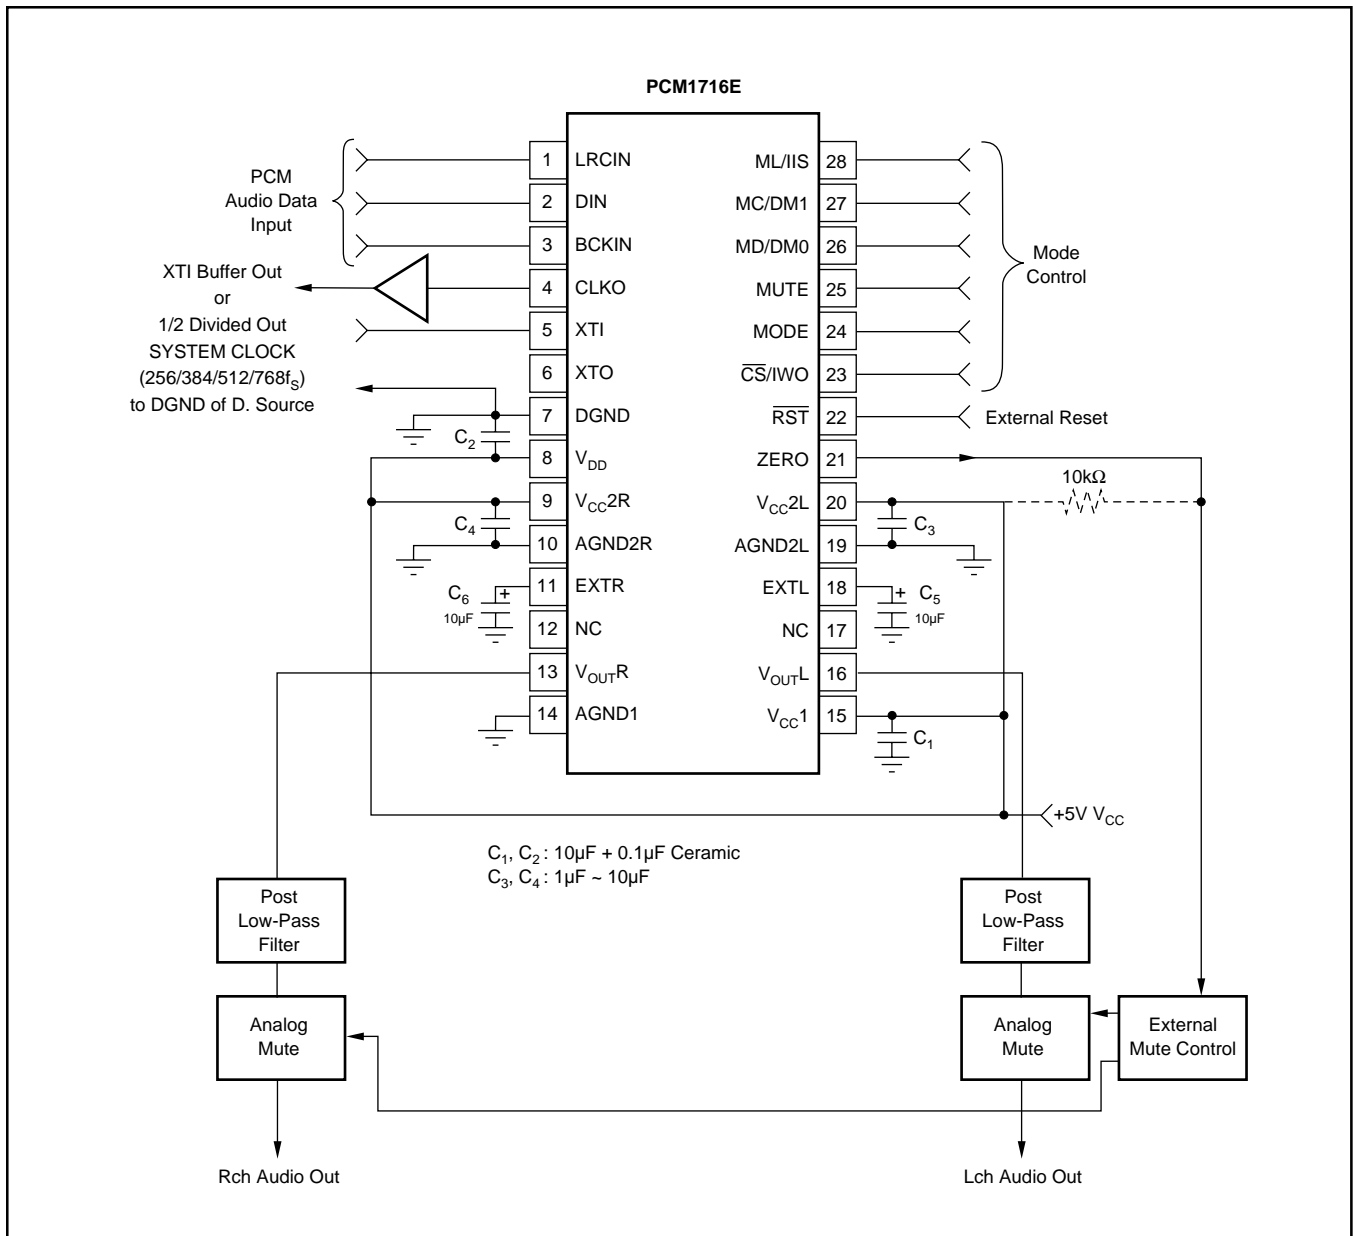 PCM1716E
PCM
Audio Data
Input
XTI Buffer Out
or
1/2 Divided Out
SYSTEM CLOCK
(256/384/512/768fS)
to DGND of D. Source
1 LRCIN
2 DIN
3 BCKIN
4 CLKO
5 XTI
6 XTO
7 DGND
C2
8 VDD
9 VCC2R
C4
10 AGND2R
11 EXTR
C6 +
10µF
12 NC
13 VOUTR
14 AGND1
ML/IIS 28
MC/DM1 27
MD/DM0 26
MUTE 25
MODE 24
CS/IWO 23
RST 22
ZERO 21
VCC2L 20
AGND2L 19
EXTL 18
NC 17
VOUTL 16
VCC1 15
Mode
Control
External Reset
10kΩ
C3
+ C5
10µF
C1
+5V VCC
C1, C2 : 10µF + 0.1µF Ceramic
C3, C4 : 1µF ~ 10µF
Post
Low-Pass
Filter
Analog
Mute
Rch Audio Out
Post
Low-Pass
Filter
Analog
Mute
Lch Audio Out
External
Mute Control